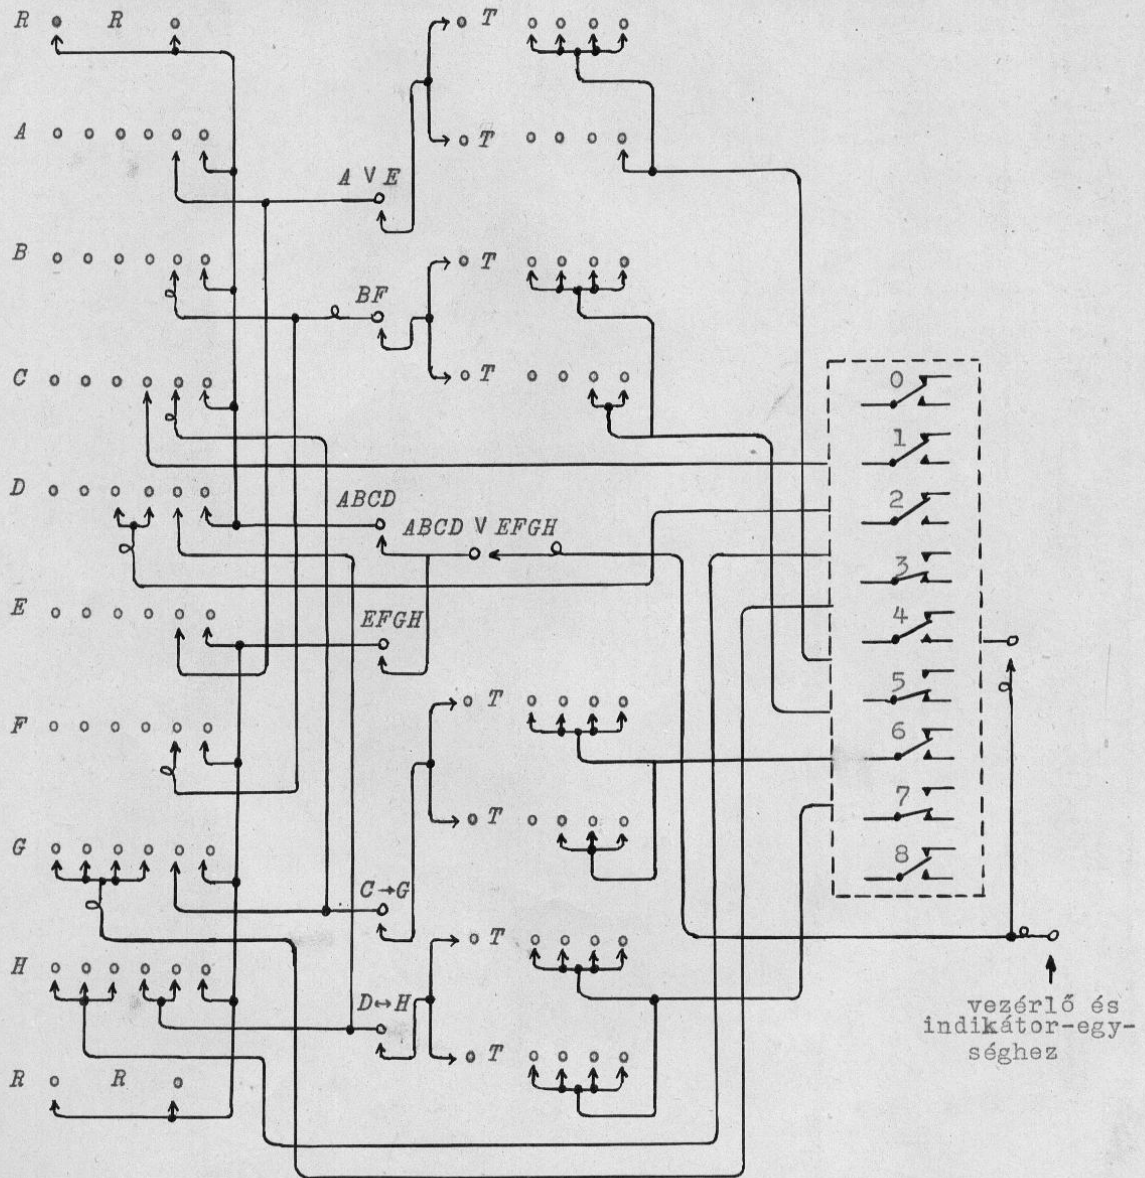 R R T
T
A
A ∨ E
B T
BF
C T
0
1
D
ABCD
ABCD ∨ EFGH
2
3
E
EFGH
4
F T
5
6
T
7
G
8
C→G
H T
D↔H
vezérlő és
indikátor-egy-
séghez
T
R R